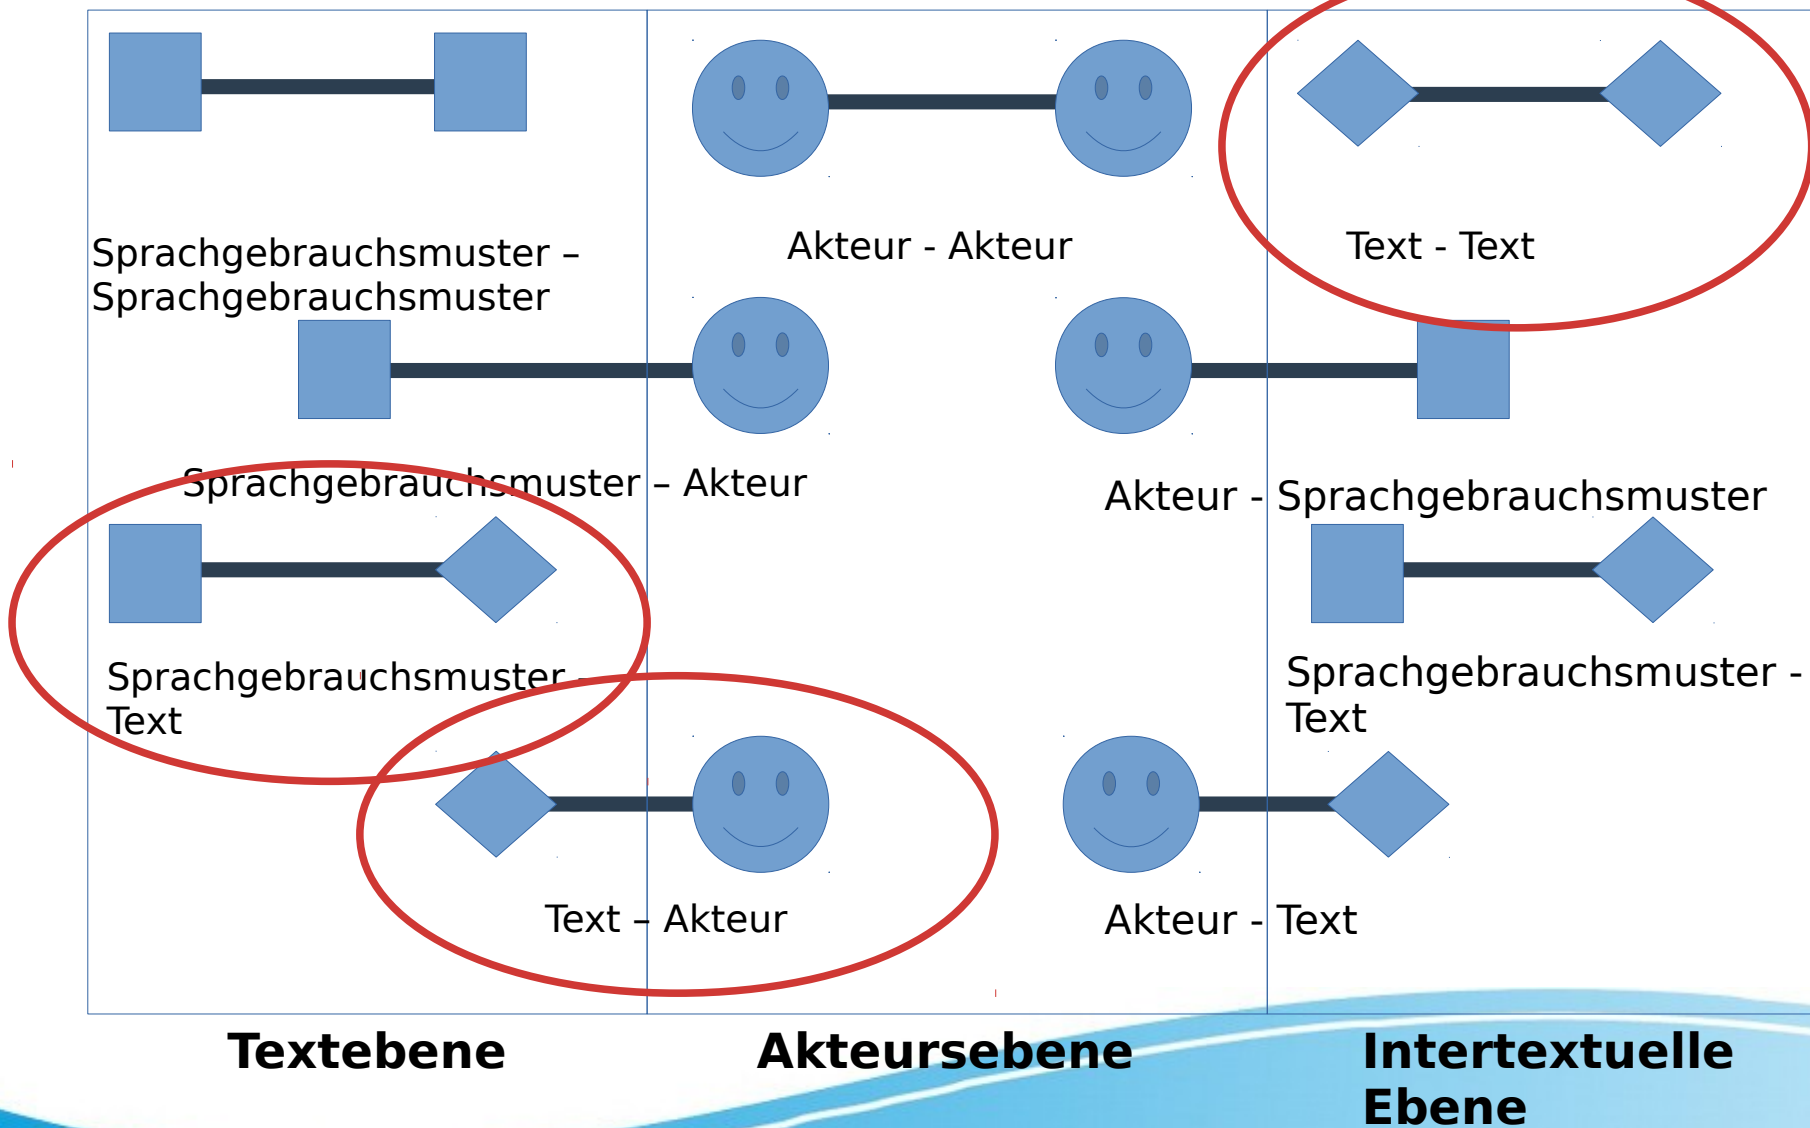 Sprachgebrauchsmuster –
Sprachgebrauchsmuster
Akteur - Akteur
Text - Text
Sprachgebrauchsmuster – Akteur
Akteur - Sprachgebrauchsmuster
Sprachgebrauchsmuster -
Text
Sprachgebrauchsmuster -
Text
Text – Akteur
Akteur - Text
Textebene
Akteursebene
Intertextuelle
Ebene